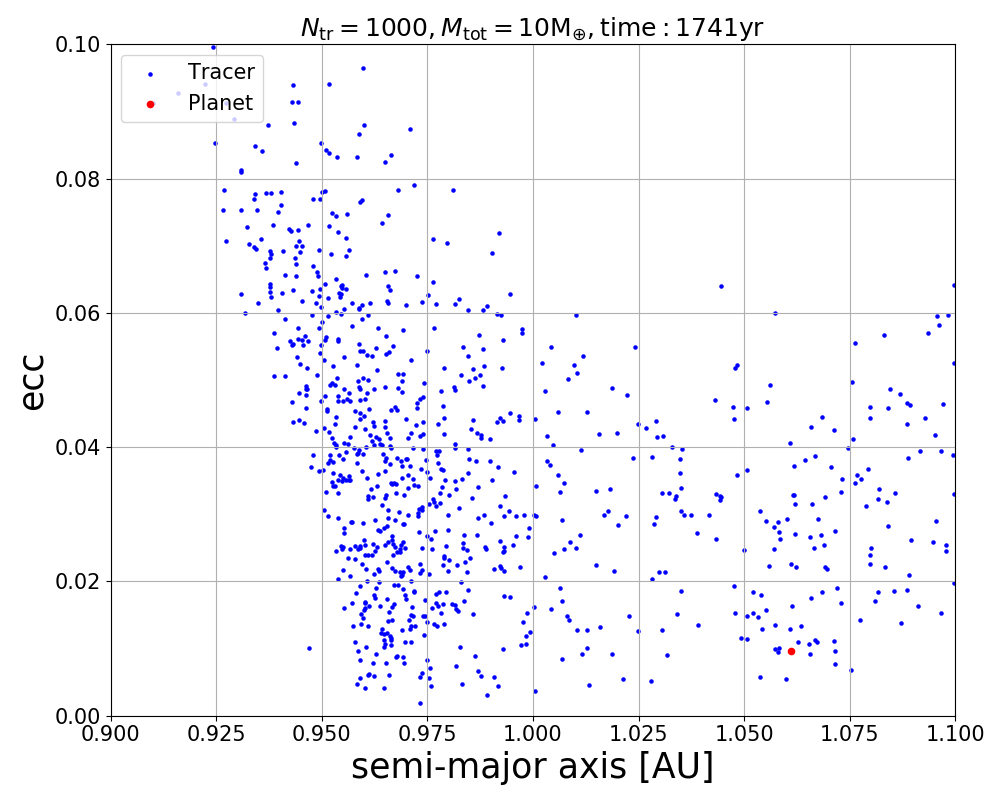 N_tr = 1000, M_tot = 10M_⊕, time : 1741yr
Tracer
Planet
ecc
0.10
0.08
0.06
0.04
0.02
0.00
0.900 0.925 0.950 0.975 1.000 1.025 1.050 1.075 1.100
semi-major axis [AU]